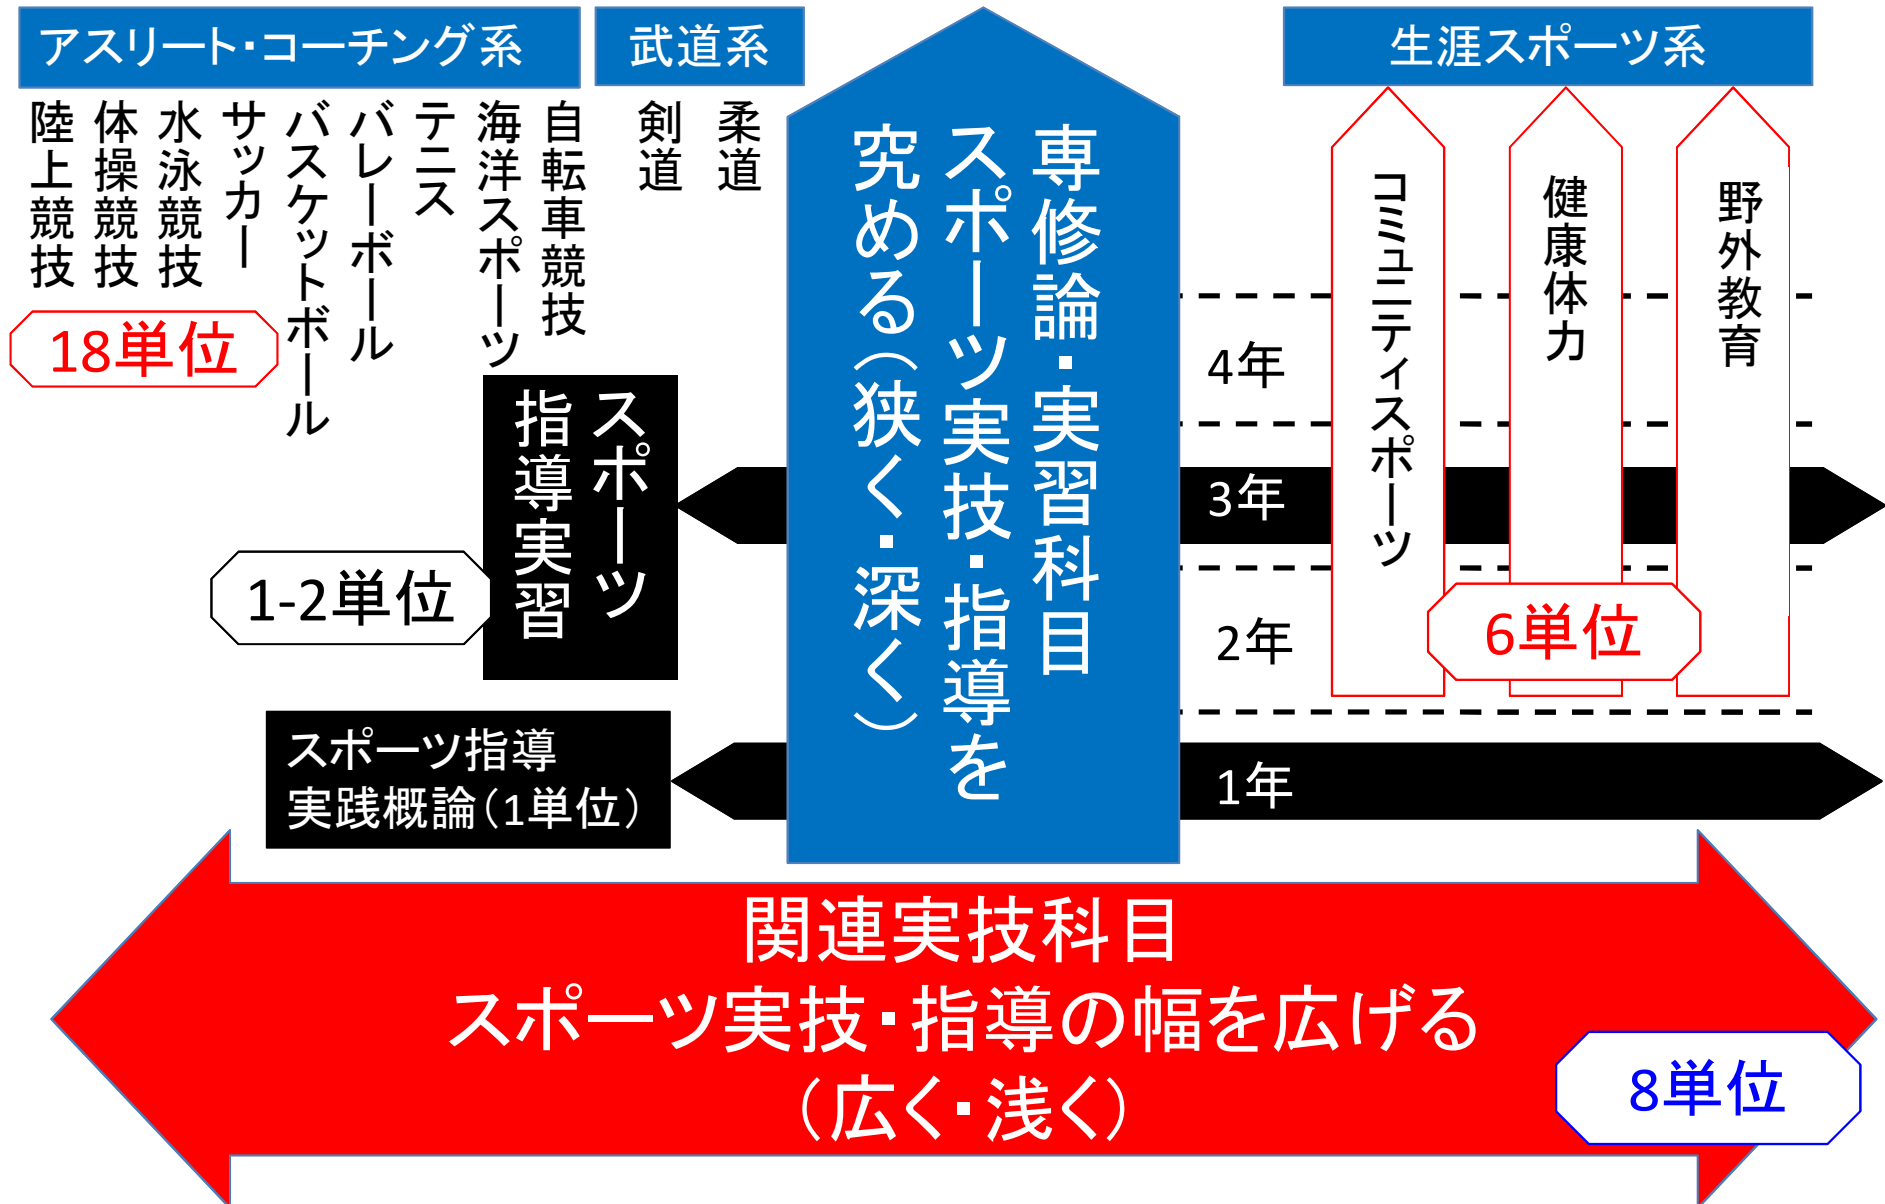 アスリート・コーチング系
武道系
生涯スポーツ系
陸上競技
体操競技
水泳競技
サッカー
バスケットボール
バレーボール
テニス
海洋スポーツ
自転車競技
剣道
柔道
18単位
専修論・実習科目
スポーツ実技・指導を
究める（狭く・深く）
コミュニティスポーツ
健康体力
野外教育
4年
3年
2年
1年
6単位
スポーツ
指導実習
1-2単位
スポーツ指導
実践概論（1単位）
関連実技科目
スポーツ実技・指導の幅を広げる
（広く・浅く）
8単位